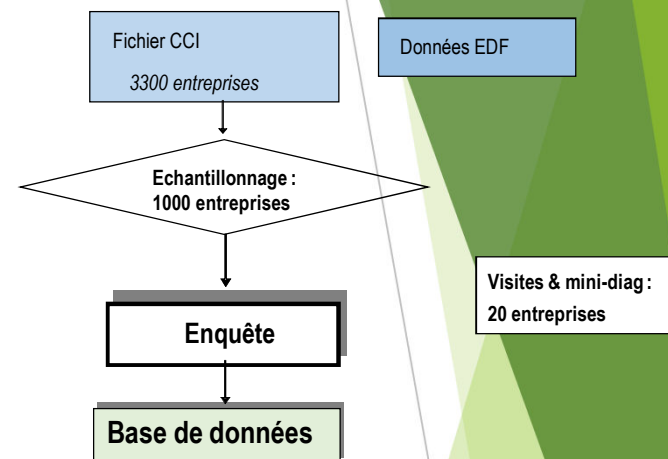 Fichier CCI
3300 entreprises
Données EDF
Echantillonnage :
1000 entreprises
Visites & mini-diag :
20 entreprises
Enquête
Base de données